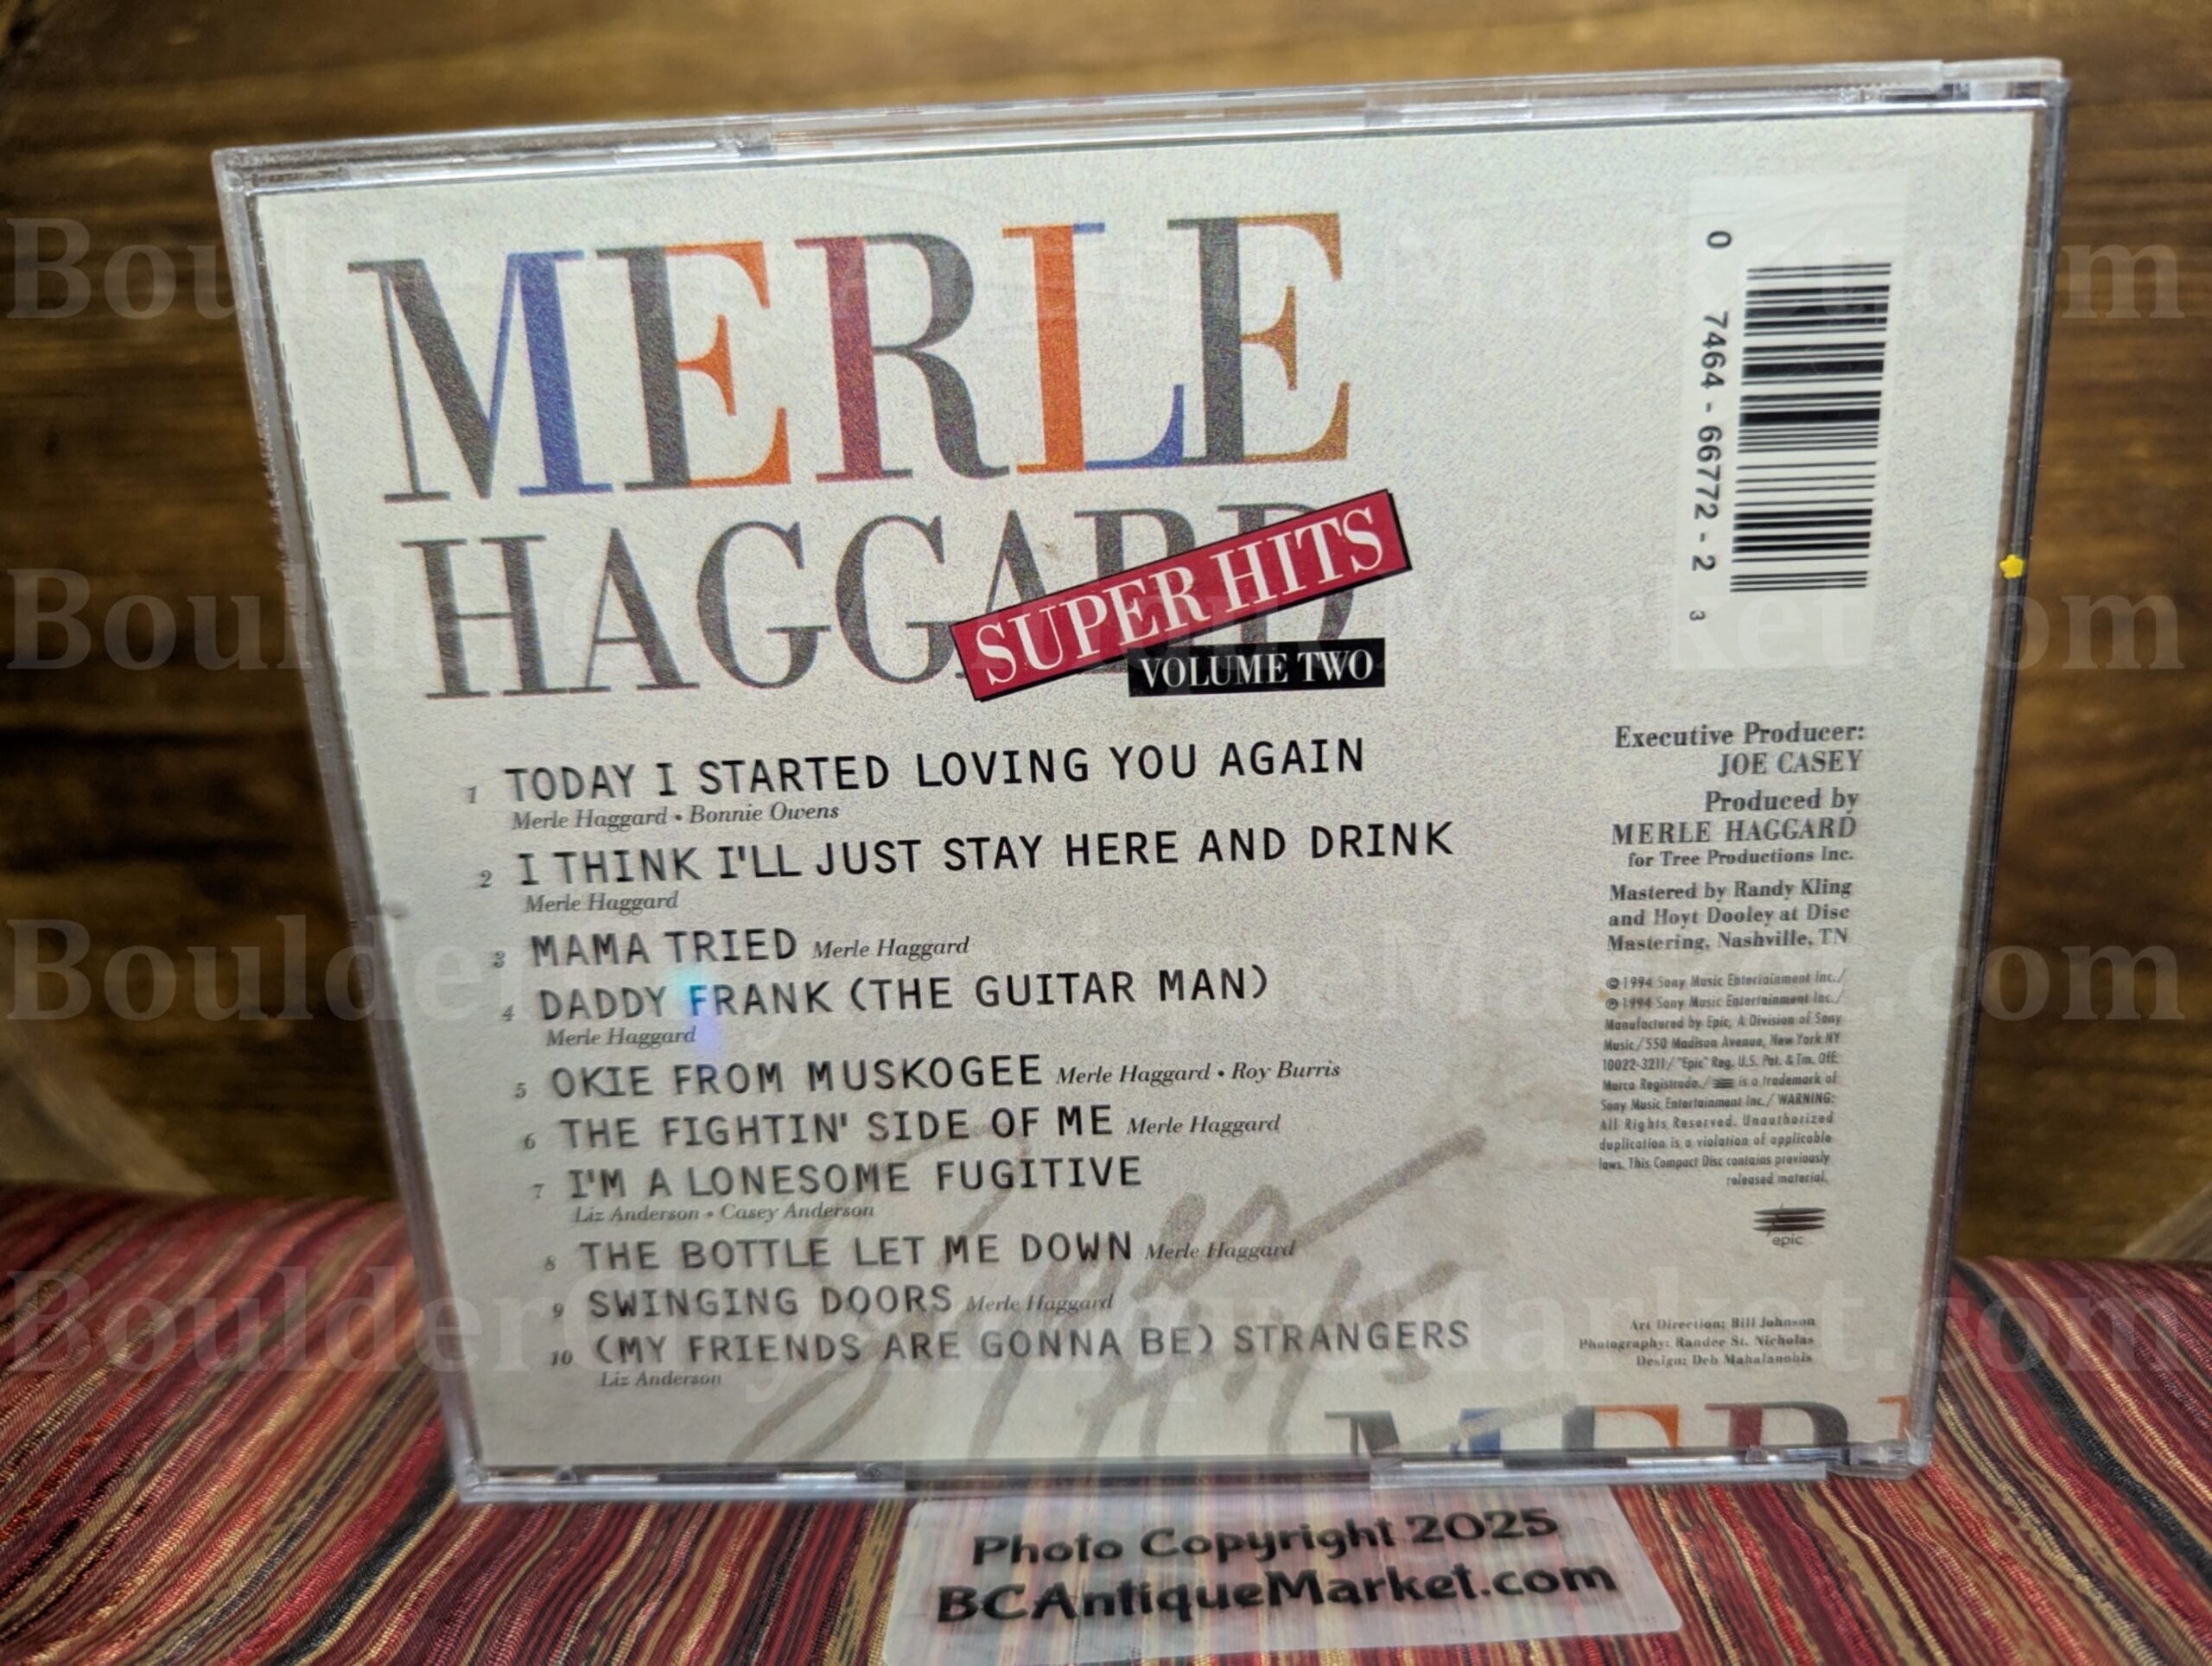 MERLE
HAGGARD
SUPER HITS
VOLUME TWO
1 TODAY I STARTED LOVING YOU AGAIN
Merle Haggard • Bonnie Owens
2 I THINK I'LL JUST STAY HERE AND DRINK
Merle Haggard
3 MAMA TRIED Merle Haggard
4 DADDY FRANK (THE GUITAR MAN)
Merle Haggard
5 OKIE FROM MUSKOGEE Merle Haggard • Roy Burris
6 THE FIGHTIN' SIDE OF ME Merle Haggard
7 I'M A LONESOME FUGITIVE
Liz Anderson • Casey Anderson
8 THE BOTTLE LET ME DOWN Merle Haggard
9 SWINGING DOORS Merle Haggard
10 (MY FRIENDS ARE GONNA BE) STRANGERS
Liz Anderson
0 7464-66772-2 3
Executive Producer:
JOE CASEY
Produced by
MERLE HAGGARD
for Tree Productions Inc.
Mastered by Randy Kling
and Hoyt Dooley at Disc
Mastering, Nashville, TN
© 1994 Sony Music Entertainment Inc./
℗ 1994 Sony Music Entertainment Inc./
Manufactured by Epic, A Division of Sony
Music/550 Madison Avenue, New York NY
10022-3211/"Epic" Reg. U.S. Pat. & Tm. Off.
Marca Registrada./ is a trademark of
Sony Music Entertainment Inc./ WARNING:
All Rights Reserved. Unauthorized
duplication is a violation of applicable
laws. This Compact Disc contains previously
released material.
epic
Art Direction: Bill Johnson
Photography: Randee St. Nicholas
Design: Deb Mahalanobis
MER
Photo Copyright 2025
BCAntiqueMarket.com
BoulderCityAntiqueMarket.com
BoulderCityAntiqueMarket.com
BoulderCityAntiqueMarket.com
BoulderCityAntiqueMarket.com